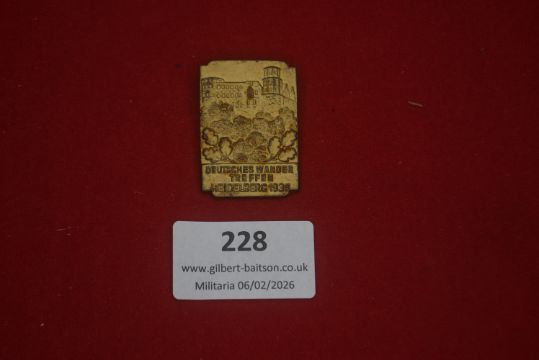 DEUTSCHES WANDER
TREFFEN
HEIDELBERG 1936
228
www.gilbert-baitson.co.uk
Militaria 06/02/2026